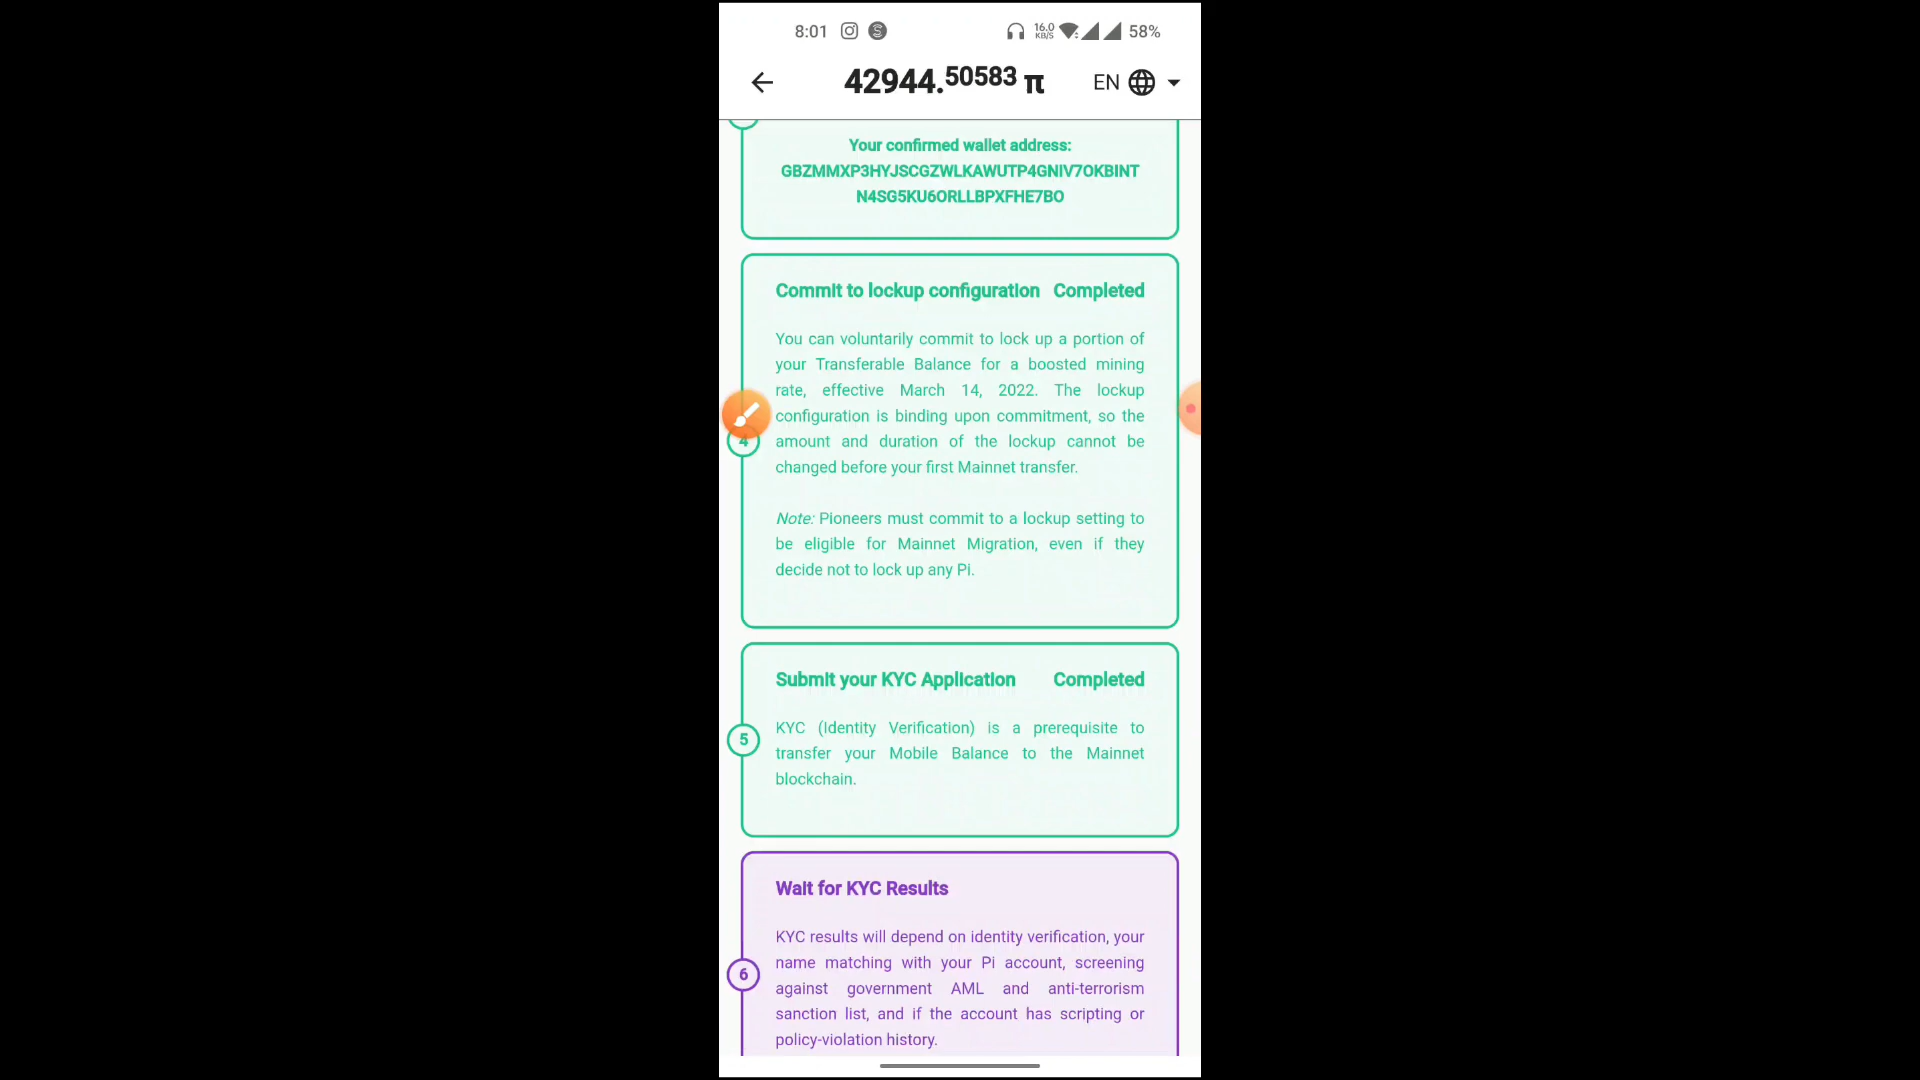 8:01 16.0 KB/S 58%
42944.50583 π EN
Your confirmed wallet address:
GBZMMXP3HYJSCGZWLKAWUTP4GNIV7OKBINT
N4SG5KU6ORLLBPXFHE7BO
Commit to lockup configuration Completed
You can voluntarily commit to lock up a portion of
your Transferable Balance for a boosted mining
rate, effective March 14, 2022. The lockup
configuration is binding upon commitment, so the
4 amount and duration of the lockup cannot be
changed before your first Mainnet transfer.
Note: Pioneers must commit to a lockup setting to
be eligible for Mainnet Migration, even if they
decide not to lock up any Pi.
Submit your KYC Application Completed
KYC (Identity Verification) is a prerequisite to
5 transfer your Mobile Balance to the Mainnet
blockchain.
Wait for KYC Results
KYC results will depend on identity verification, your
name matching with your Pi account, screening
6 against government AML and anti-terrorism
sanction list, and if the account has scripting or
policy-violation history.